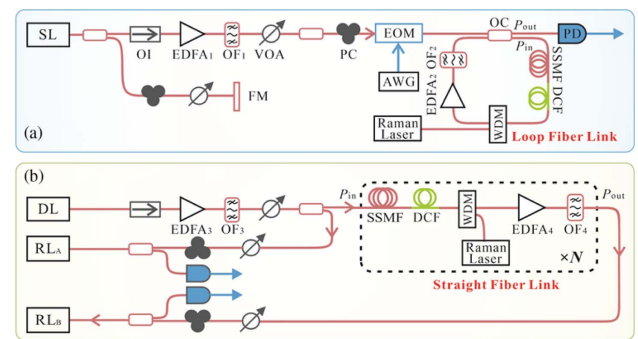 SL
OI
EDFA₁
OF₁
VOA
PC
EOM
AWG
OC
Pout
PD
Pin
SSMF
DCF
EDFA₂
OF₂
FM
Raman
Laser
WDM
Loop Fiber Link
(a)
(b)
DL
EDFA₃
OF₃
Pin
SSMF
DCF
WDM
Raman
Laser
EDFA₄
OF₄
Pout
×N
Straight Fiber Link
RLA
RLB